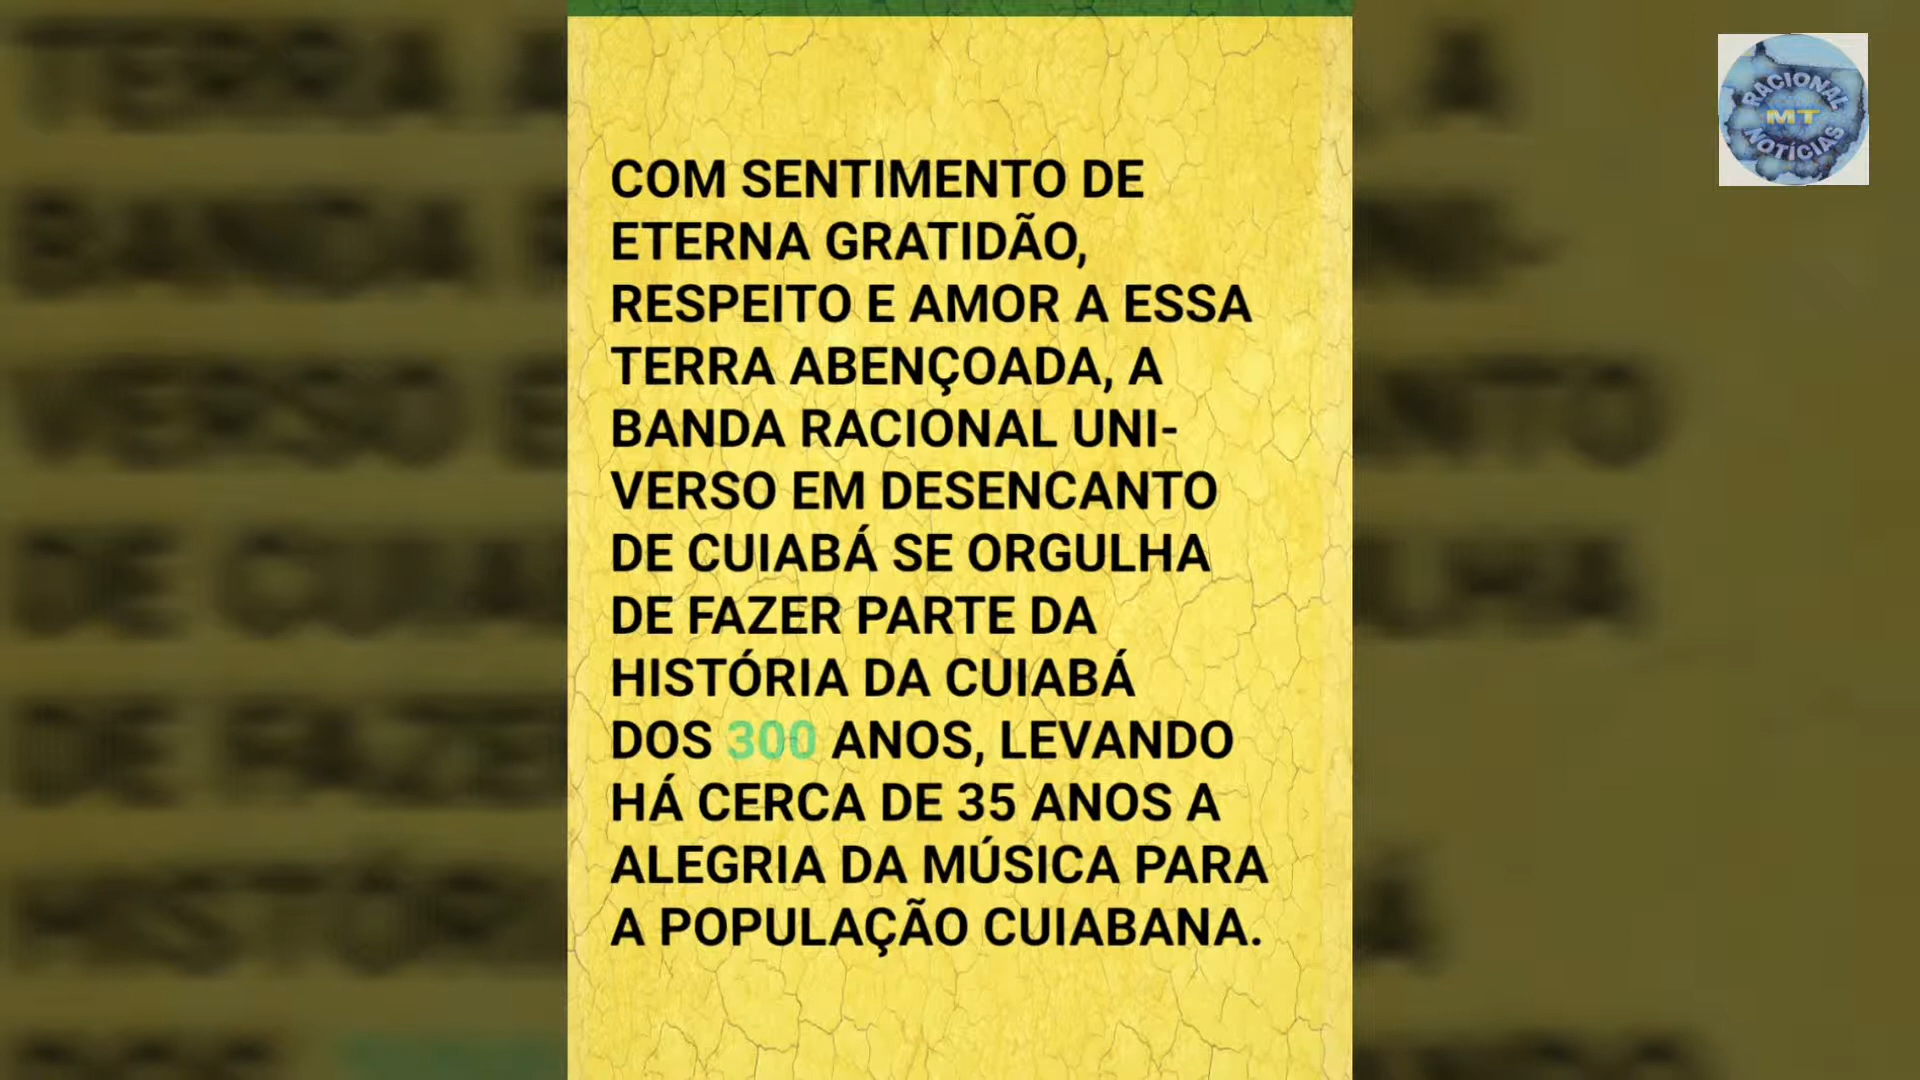 COM SENTIMENTO DE
ETERNA GRATIDÃO,
RESPEITO E AMOR A ESSA
TERRA ABENÇOADA, A
BANDA RACIONAL UNI-
VERSO EM DESENCANTO
DE CUIABÁ SE ORGULHA
DE FAZER PARTE DA
HISTÓRIA DA CUIABÁ
DOS 300 ANOS, LEVANDO
HÁ CERCA DE 35 ANOS A
ALEGRIA DA MÚSICA PARA
A POPULAÇÃO CUIABANA.
RACIONAL
MT
NOTÍCIAS